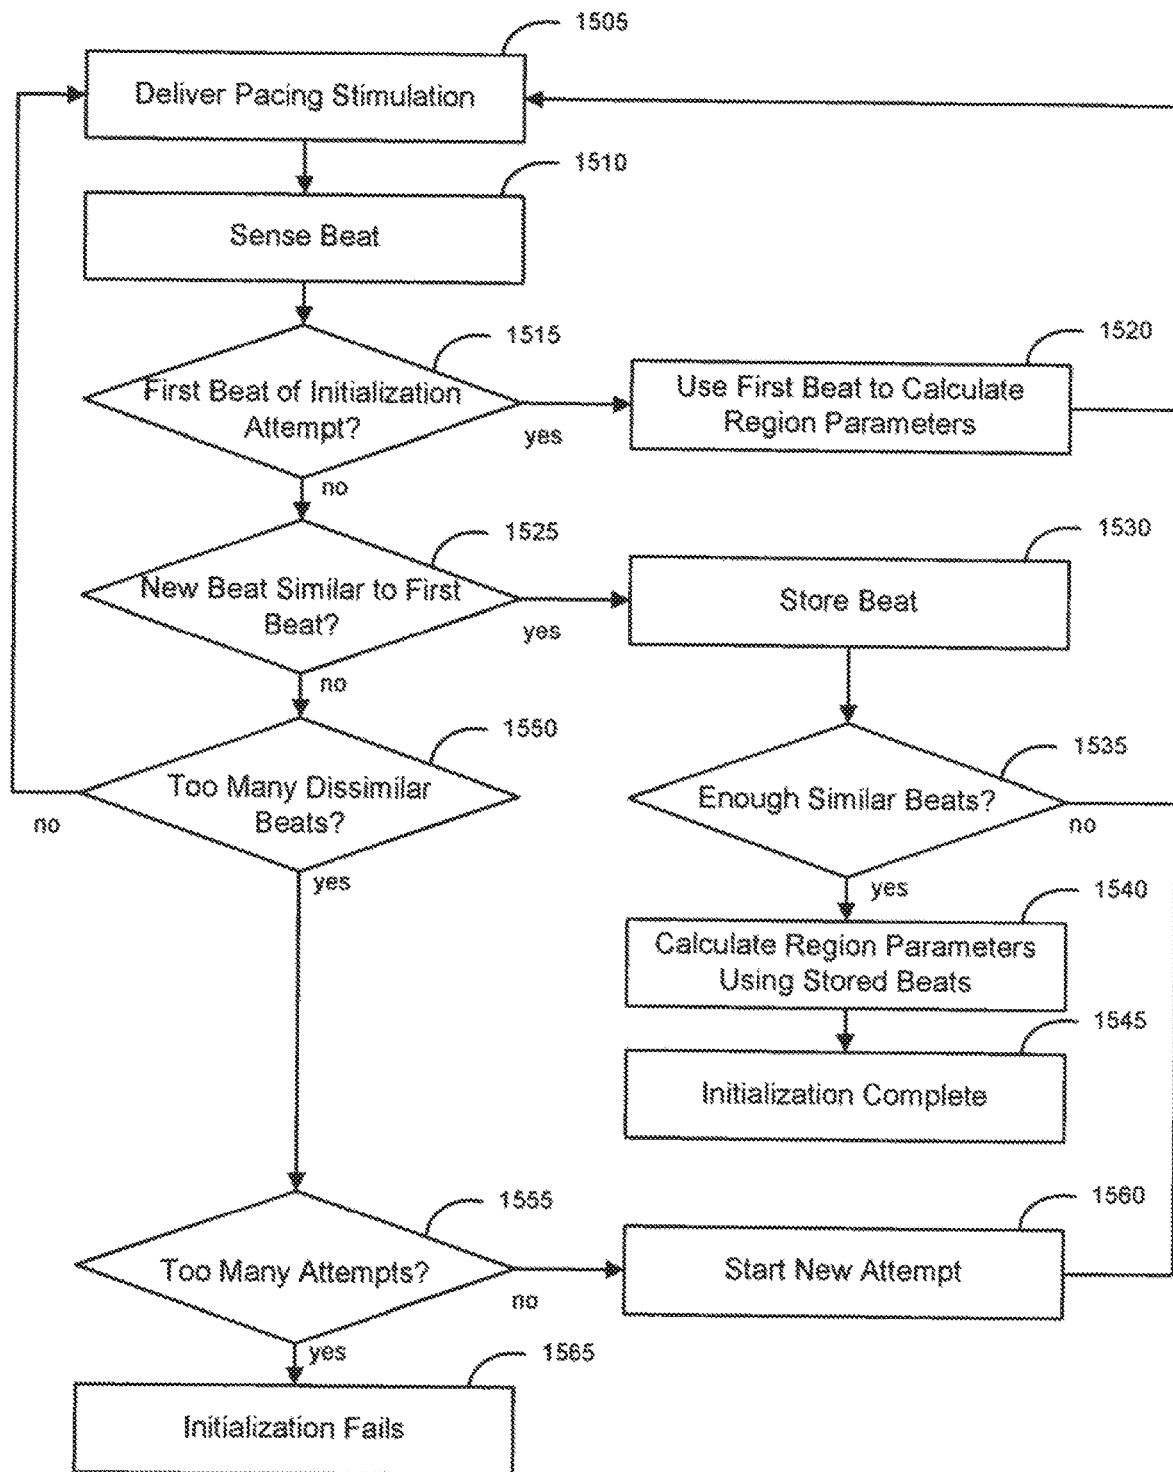 1505
Deliver Pacing Stimulation
1510
Sense Beat
1515
First Beat of Initialization
Attempt?
yes
no
1520
Use First Beat to Calculate
Region Parameters
1525
New Beat Similar to First
Beat?
yes
no
1530
Store Beat
1550
Too Many Dissimilar
Beats?
no
yes
1535
Enough Similar Beats?
no
yes
1540
Calculate Region Parameters
Using Stored Beats
1545
Initialization Complete
1555
Too Many Attempts?
no
yes
1560
Start New Attempt
1565
Initialization Fails